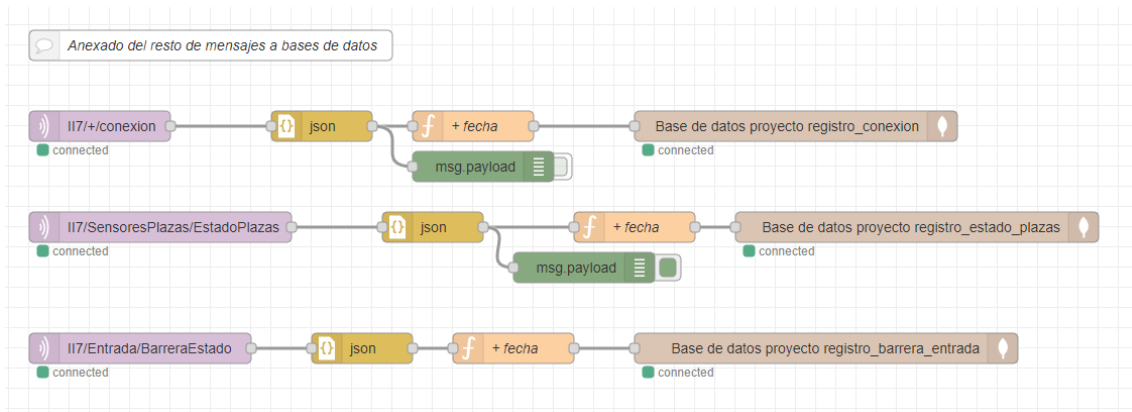 Anexado del resto de mensajes a bases de datos
II7/+/conexion
json
+ fecha
Base de datos proyecto registro_conexion
connected
connected
msg.payload
II7/SensoresPlazas/EstadoPlazas
json
+ fecha
Base de datos proyecto registro_estado_plazas
connected
connected
msg.payload
II7/Entrada/BarreraEstado
json
+ fecha
Base de datos proyecto registro_barrera_entrada
connected
connected